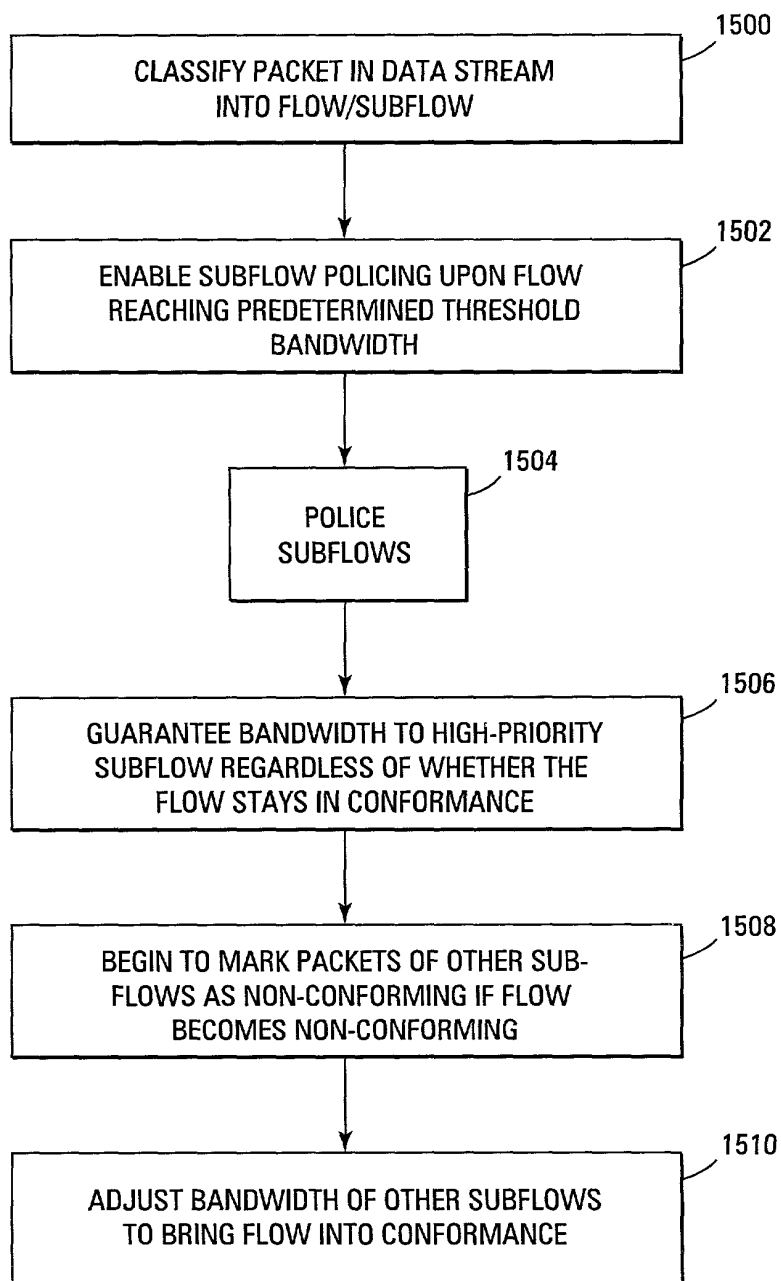 1500
CLASSIFY PACKET IN DATA STREAM
INTO FLOW/SUBFLOW
1502
ENABLE SUBFLOW POLICING UPON FLOW
REACHING PREDETERMINED THRESHOLD
BANDWIDTH
1504
POLICE
SUBFLOWS
1506
GUARANTEE BANDWIDTH TO HIGH-PRIORITY
SUBFLOW REGARDLESS OF WHETHER THE
FLOW STAYS IN CONFORMANCE
1508
BEGIN TO MARK PACKETS OF OTHER SUB-
FLOWS AS NON-CONFORMING IF FLOW
BECOMES NON-CONFORMING
1510
ADJUST BANDWIDTH OF OTHER SUBFLOWS
TO BRING FLOW INTO CONFORMANCE